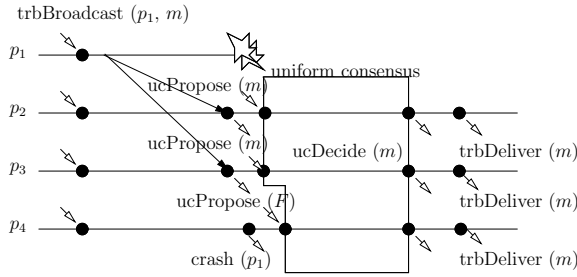 trbBroadcast (p1, m)
p1
uniform consensus
ucPropose (m)
p2
ucPropose (m)
ucDecide (m)
trbDeliver (m)
p3
ucPropose (F)
trbDeliver (m)
p4
crash (p1)
trbDeliver (m)